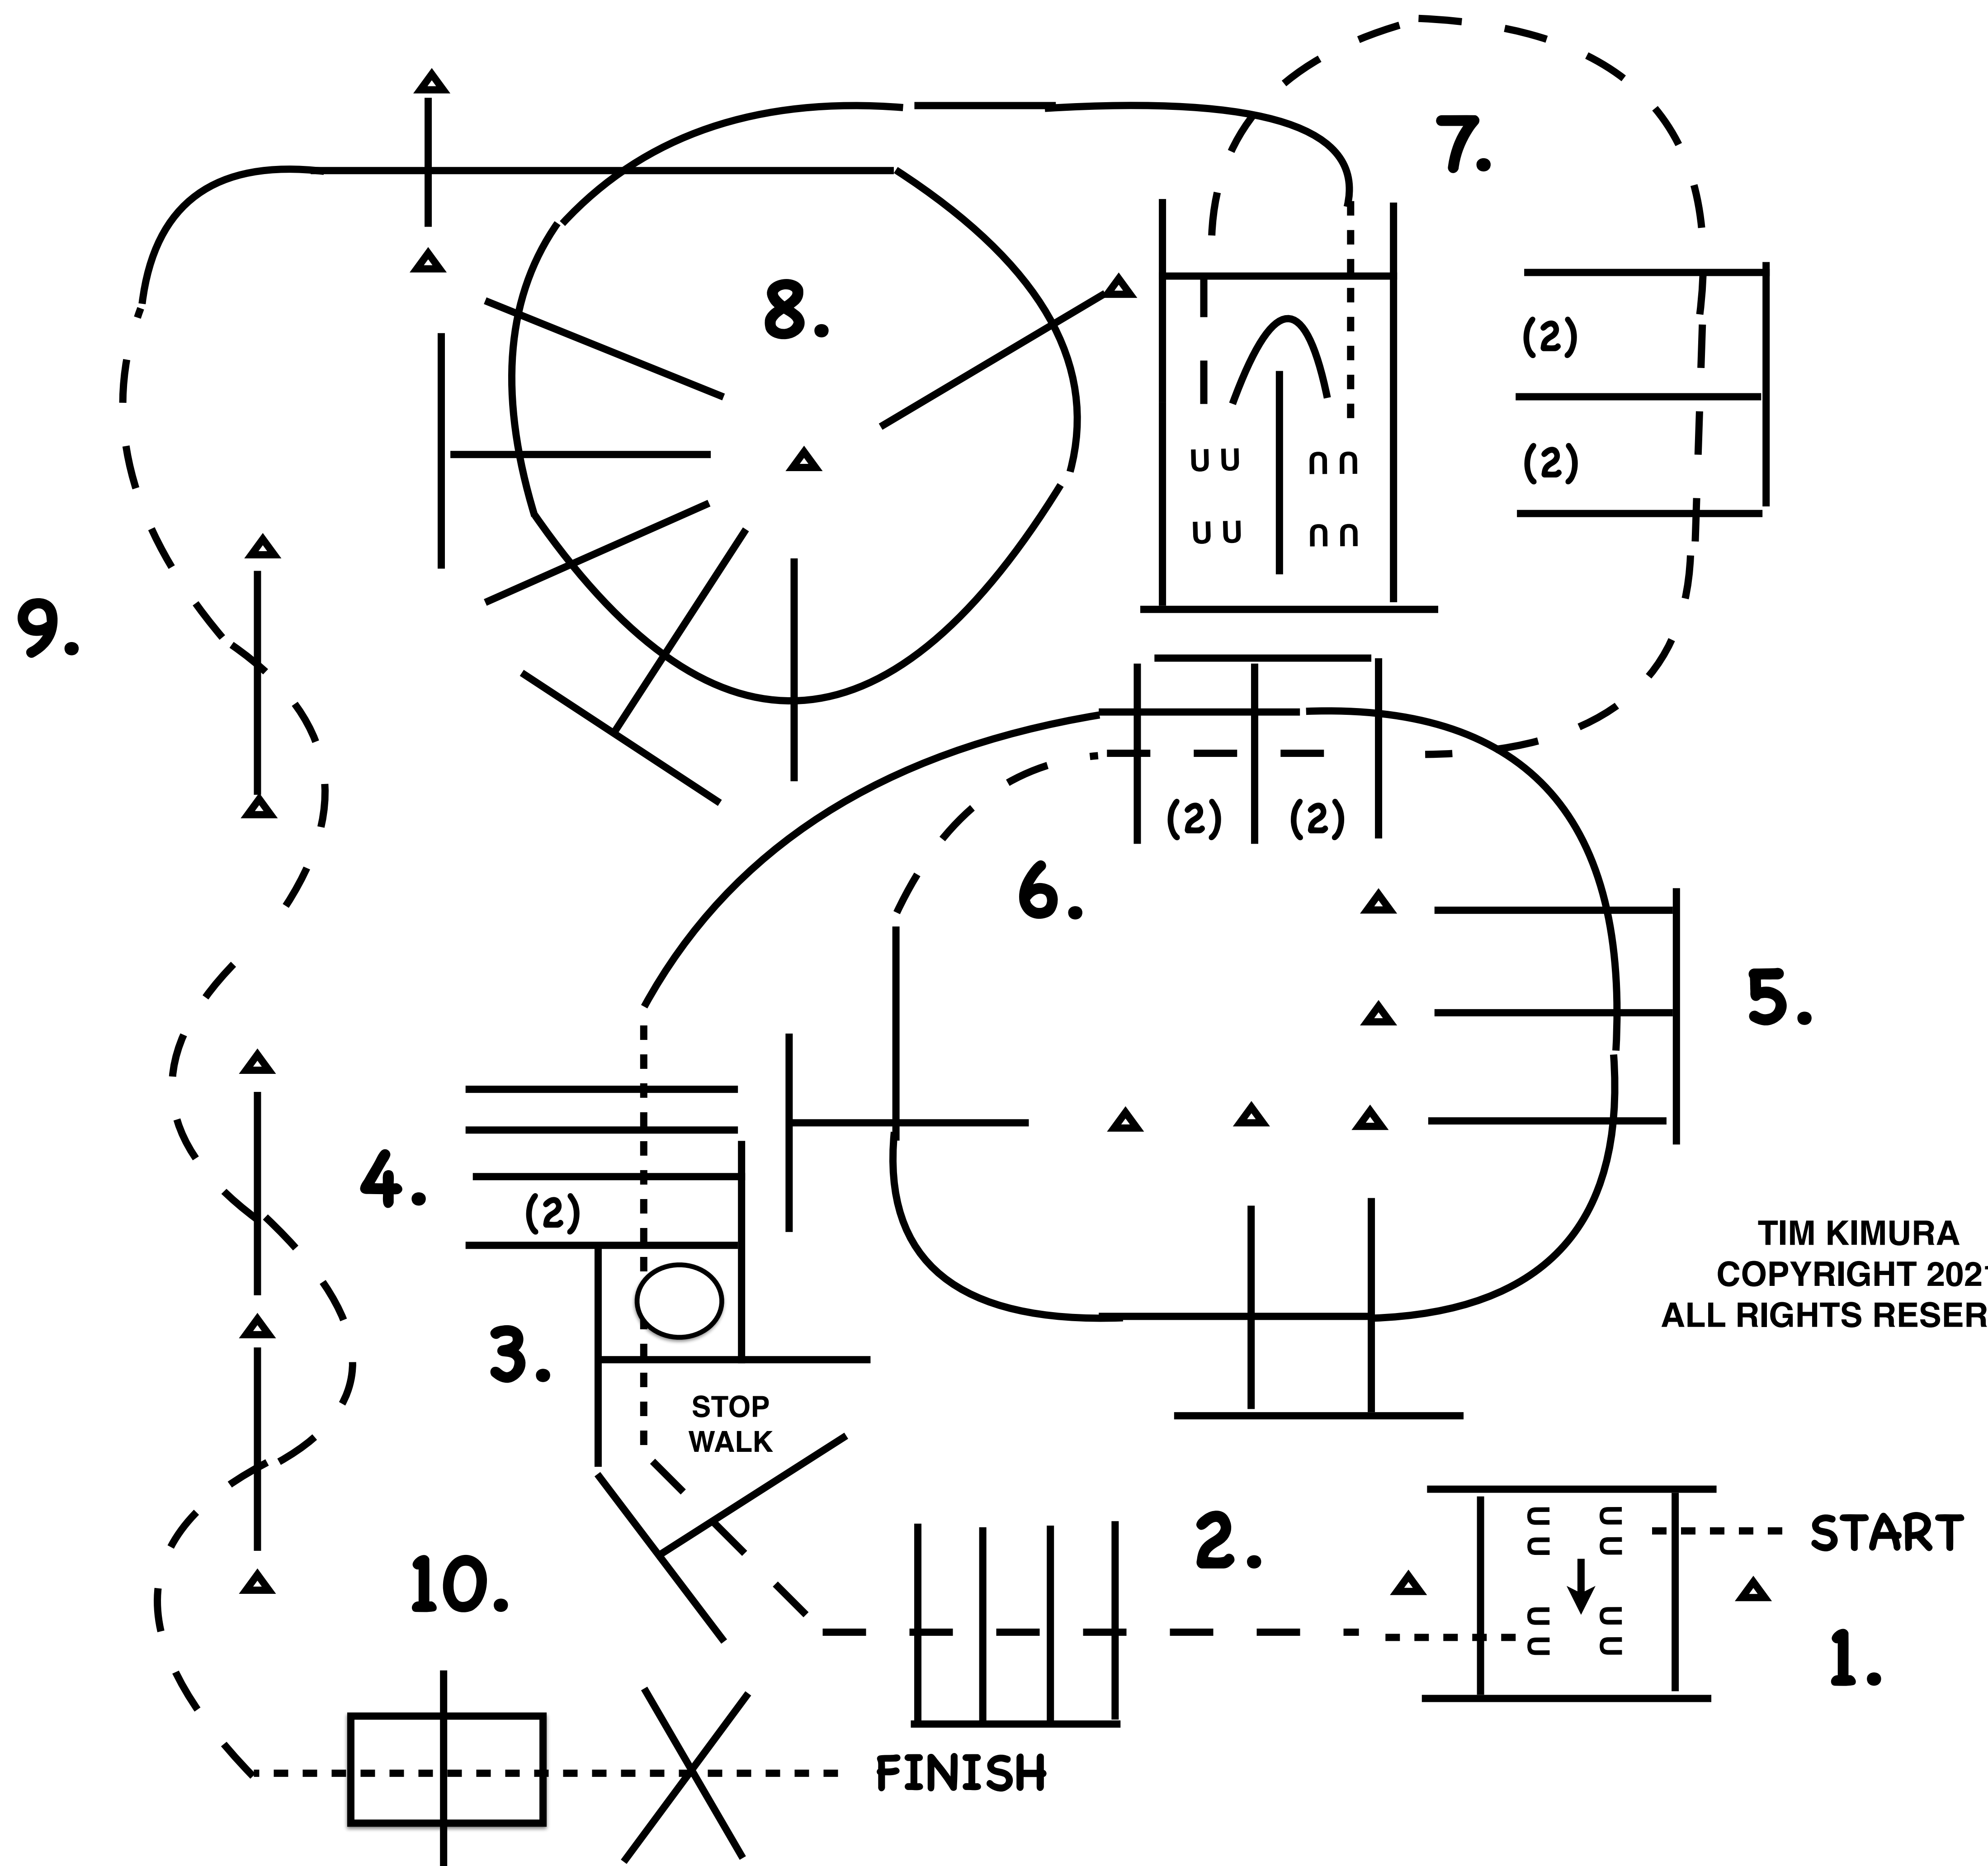 7.
8.
(2)
(2)
9.
6.
(2) (2)
5.
4.
(2)
3.
STOP
WALK
TIM KIMURA
COPYRIGHT 202
ALL RIGHTS RESER
2.
START
10.
1.
FINISH